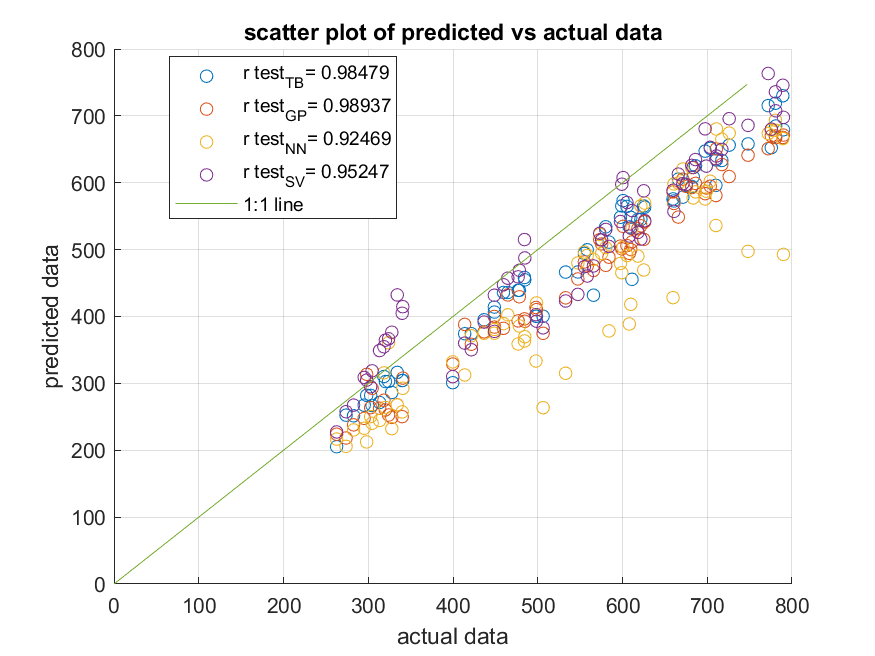 scatter plot of predicted vs actual data
r test_TB= 0.98479
r test_GP= 0.98937
r test_NN= 0.92469
r test_SV= 0.95247
1:1 line
predicted data
800
700
600
500
400
300
200
100
0
0 100 200 300 400 500 600 700 800
actual data